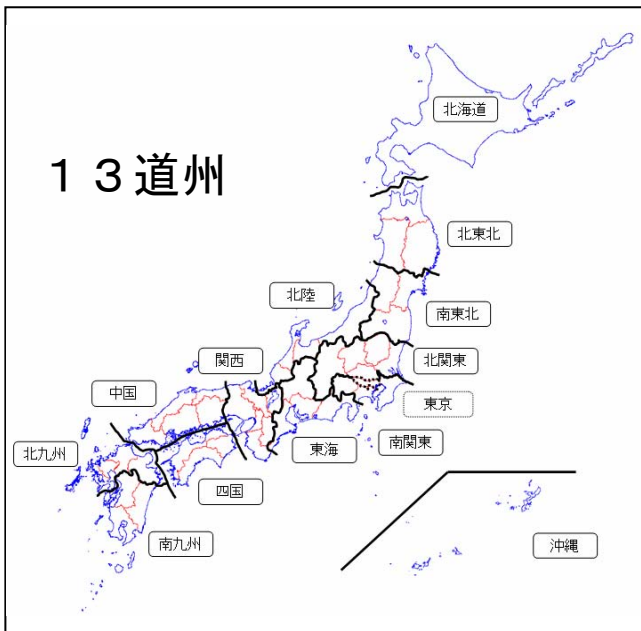 北海道
１３道州
北東北
北陸
南東北
関西
北関東
中国
東京
北九州
東海
南関東
四国
南九州
沖縄